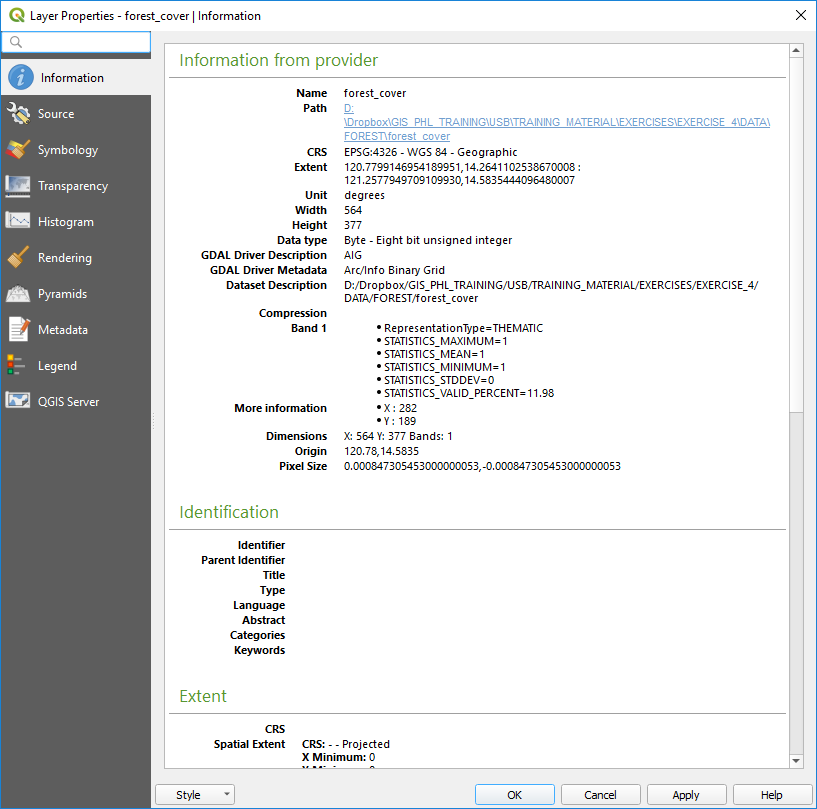 Layer Properties - forest_cover | Information
Information
Source
Symbology
Transparency
Histogram
Rendering
Pyramids
Metadata
Legend
QGIS Server
Information from provider
Name forest_cover
Path D:
\Dropbox\GIS_PHL_TRAINING\USB\TRAINING_MATERIAL\EXERCISES\EXERCISE_4\DATA\
FOREST\forest_cover
CRS EPSG:4326 - WGS 84 - Geographic
Extent 120.7799146954189951,14.2641102538670008 :
121.2577949709109930,14.5835444096480007
Unit degrees
Width 564
Height 377
Data type Byte - Eight bit unsigned integer
GDAL Driver Description AIG
GDAL Driver Metadata Arc/Info Binary Grid
Dataset Description D:/Dropbox/GIS_PHL_TRAINING/USB/TRAINING_MATERIAL/EXERCISES/EXERCISE_4/
DATA/FOREST/forest_cover
Compression
Band 1 • RepresentationType=THEMATIC
• STATISTICS_MAXIMUM=1
• STATISTICS_MEAN=1
• STATISTICS_MINIMUM=1
• STATISTICS_STDDEV=0
• STATISTICS_VALID_PERCENT=11.98
More information • X : 282
• Y : 189
Dimensions X: 564 Y: 377 Bands: 1
Origin 120.78,14.5835
Pixel Size 0.000847305453000000053,-0.000847305453000000053
Identification
Identifier
Parent Identifier
Title
Type
Language
Abstract
Categories
Keywords
Extent
CRS
Spatial Extent CRS: - - Projected
X Minimum: 0
Style OK Cancel Apply Help